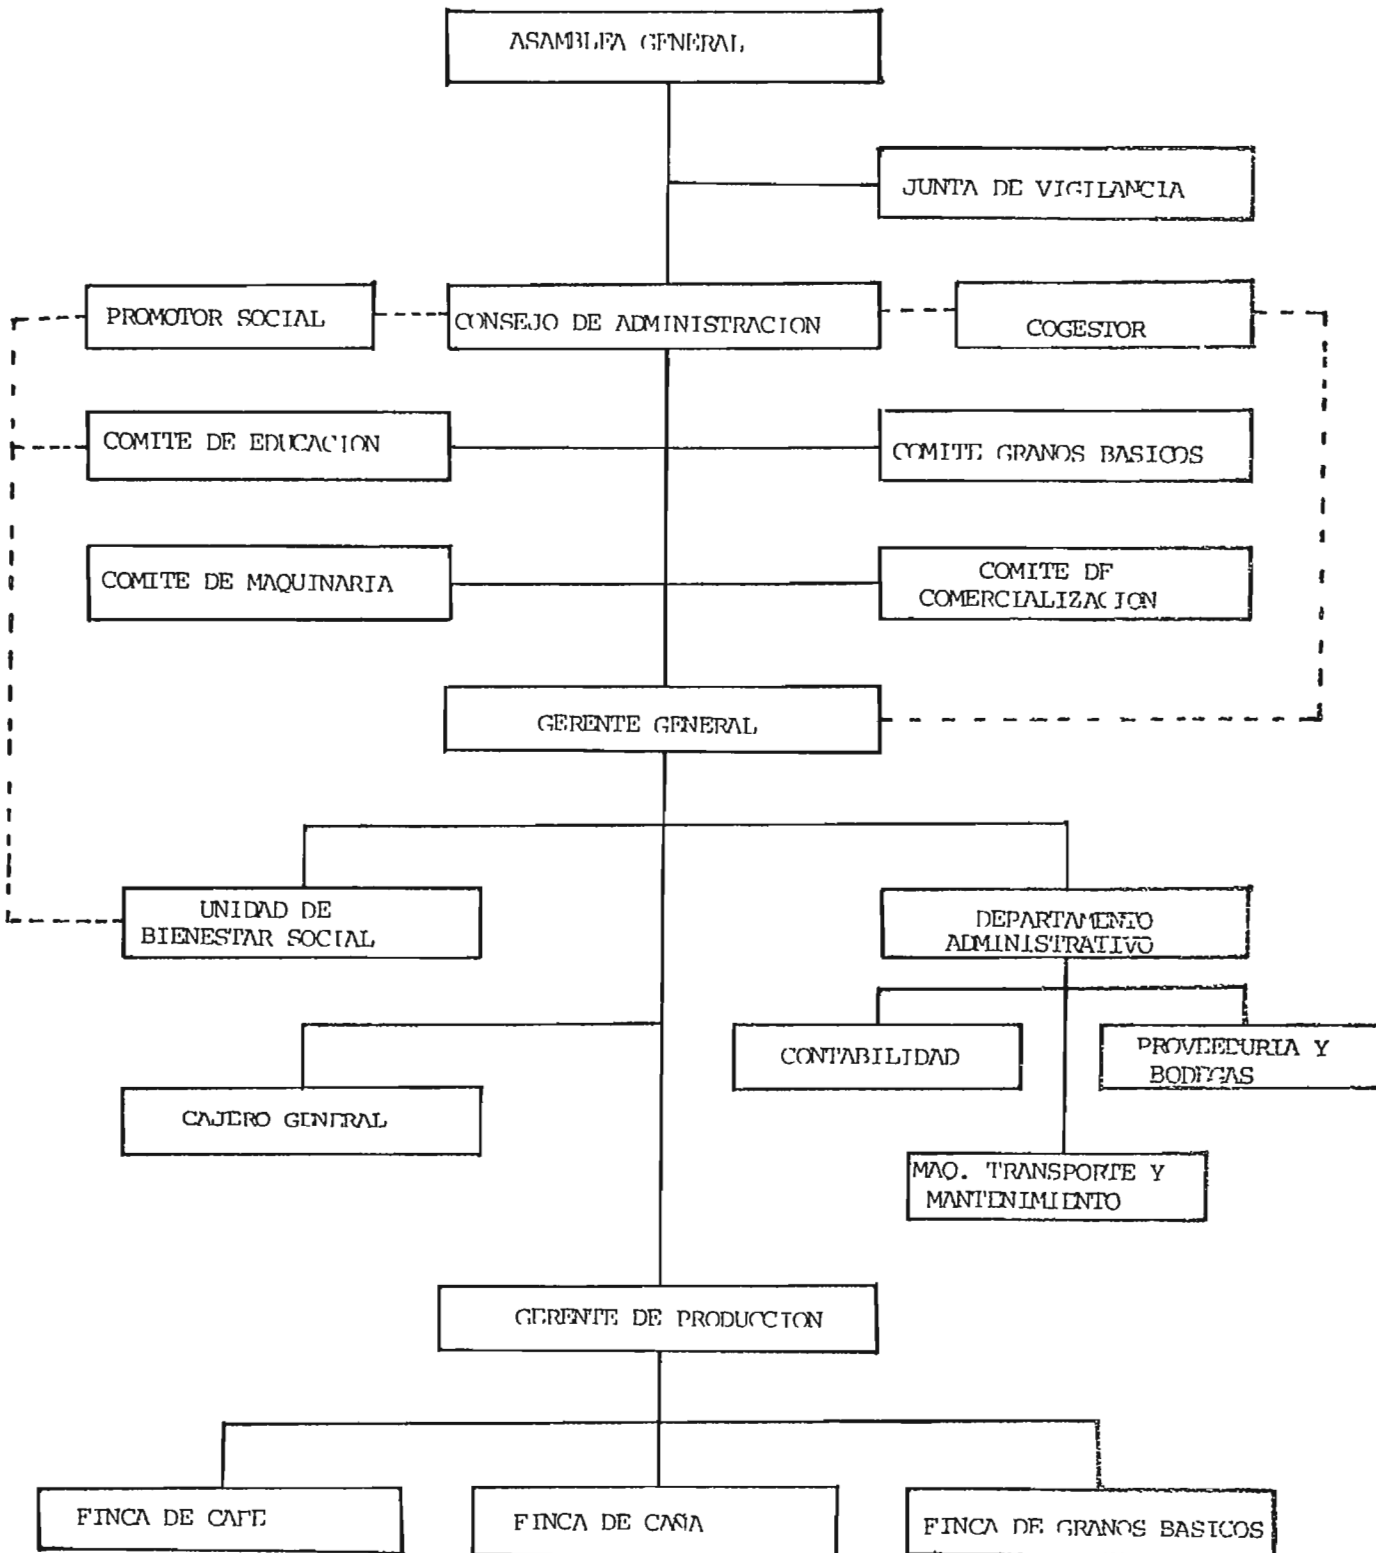 ASAMBLEA GENERAL
JUNTA DE VIGILANCIA
PROMOTOR SOCIAL
CONSEJO DE ADMINISTRACION
COGESTOR
COMITE DE EDUCACION
COMITE GRANOS BASICOS
COMITE DE MAQUINARIA
COMITE DE
COMERCIALIZACION
GERENTE GENERAL
UNIDAD DE
BIENESTAR SOCIAL
DEPARTAMENTO
ADMINISTRATIVO
CONTABILIDAD
PROVEEDURIA Y
BODEGAS
CAJERO GENERAL
MAQ. TRANSPORTE Y
MANTENIMIENTO
GERENTE DE PRODUCCION
FINCA DE CAFE
FINCA DE CAÑA
FINCA DE GRANOS BASICOS